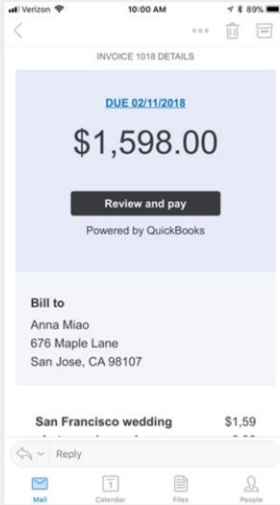 Verizon 10:00 AM 89%
INVOICE 1018 DETAILS
DUE 02/11/2018
$1,598.00
Review and pay
Powered by QuickBooks
Bill to
Anna Miao
676 Maple Lane
San Jose, CA 98107
San Francisco wedding $1,59
Reply
Mail Calendar Files People